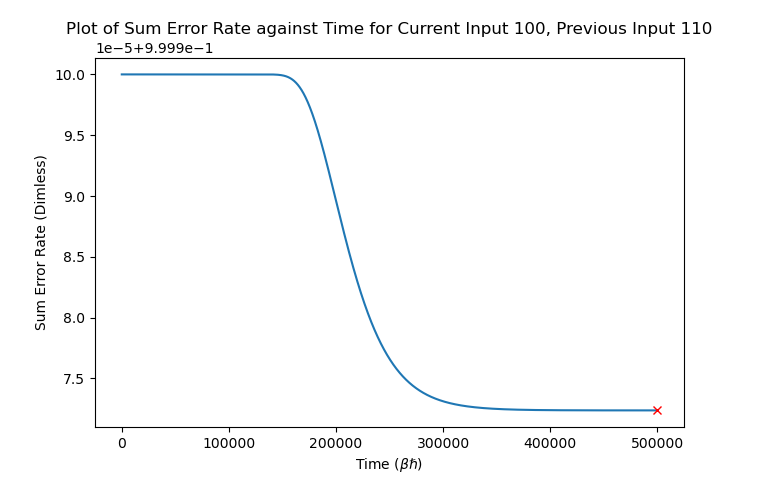 Plot of Sum Error Rate against Time for Current Input 100, Previous Input 110
1e−5+9.999e−1
10.0
9.5
9.0
8.5
8.0
7.5
Sum Error Rate (Dimless)
0 100000 200000 300000 400000 500000
Time (βℏ)